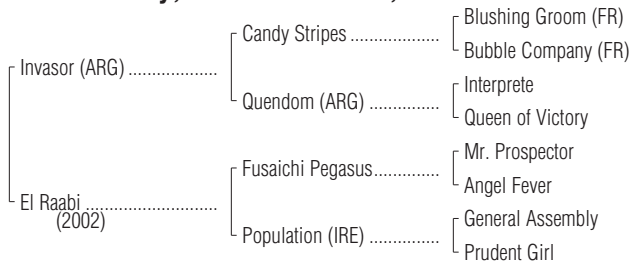 Blushing Groom (FR)
Candy Stripes ..................
Bubble Company (FR)
Invasor (ARG) ..................
Interprete
Quendom (ARG) ..............
Queen of Victory
Mr. Prospector
Fusaichi Pegasus..............
Angel Fever
El Raabi ...........................
(2002)
General Assembly
Population (IRE) ..............
Prudent Girl